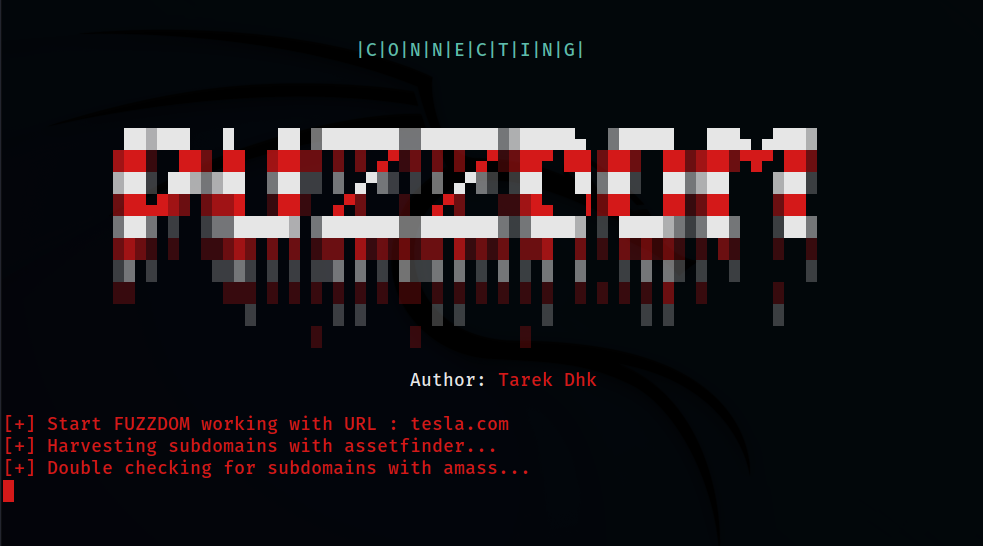 |C|O|N|N|E|C|T|I|N|G|
FUZZDOM
Author: Tarek Dhk
[+] Start FUZZDOM working with URL : tesla.com
[+] Harvesting subdomains with assetfinder...
[+] Double checking for subdomains with amass...